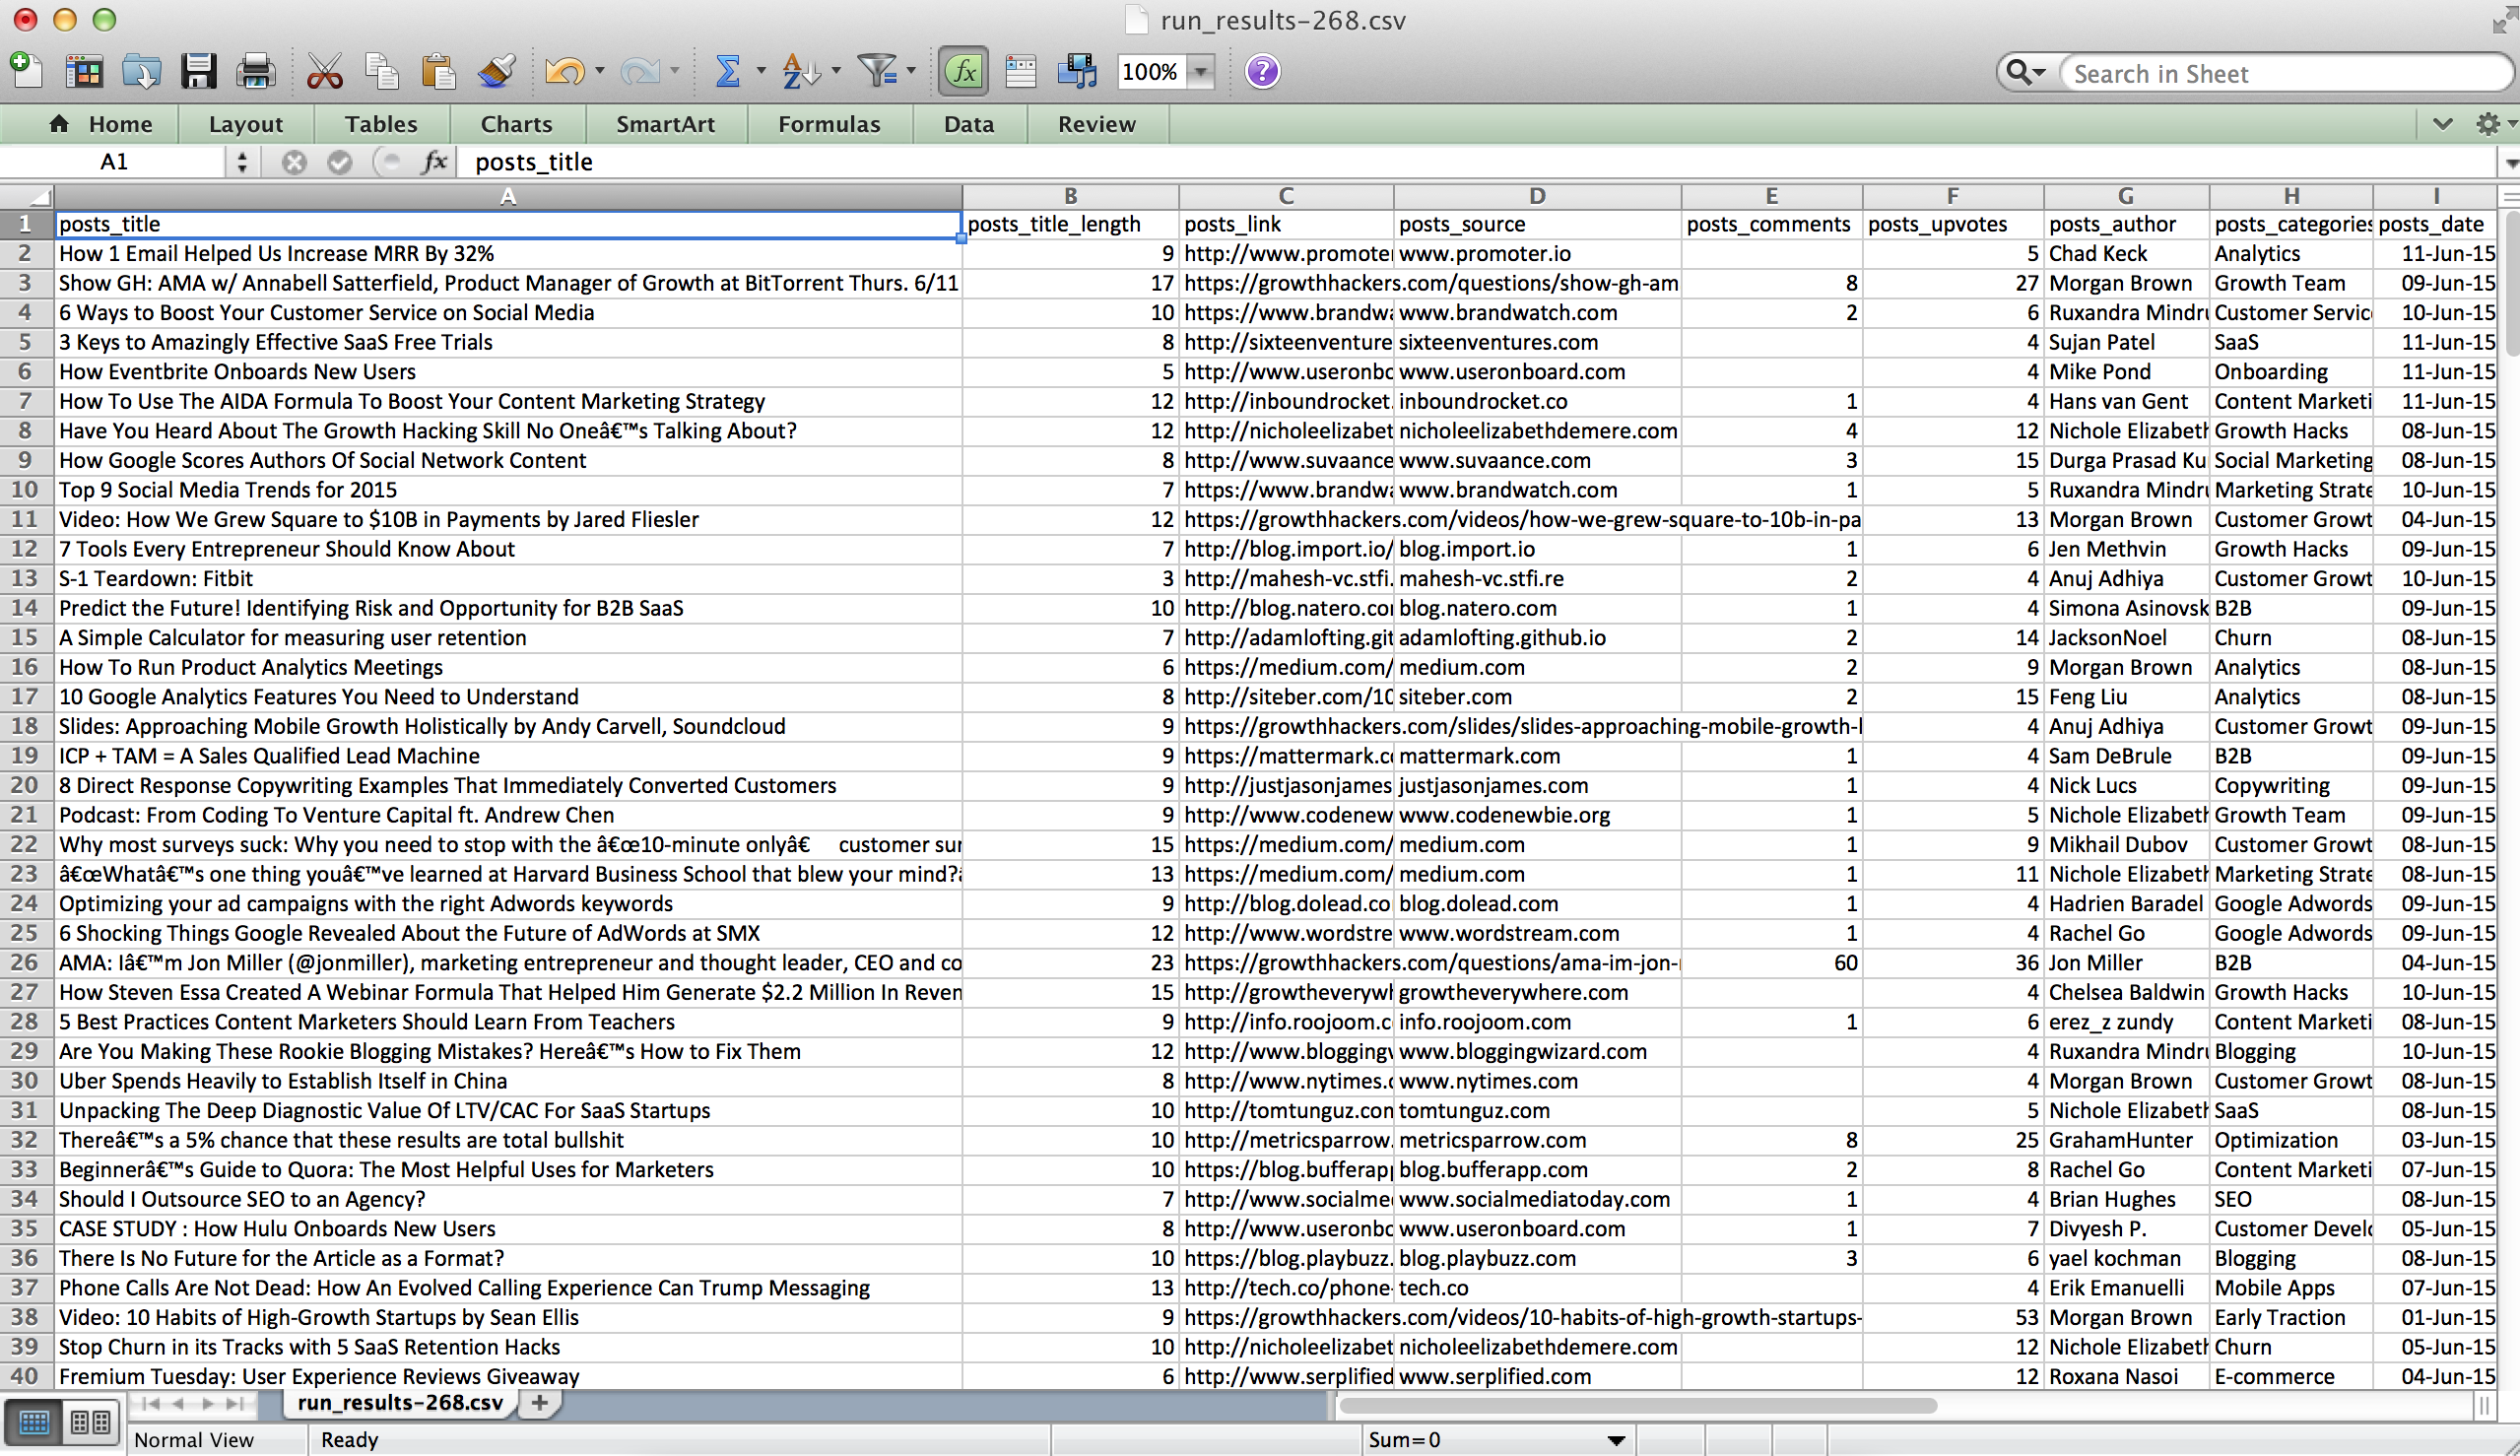 run_results-268.csv
100%
Search in Sheet
Home Layout Tables Charts SmartArt Formulas Data Review
A1 fx posts_title
A B C D E F G H I
1 posts_title posts_title_length posts_link posts_source posts_comments posts_upvotes posts_author posts_categories posts_date
2 How 1 Email Helped Us Increase MRR By 32% 9 http://www.promoter www.promoter.io 5 Chad Keck Analytics 11-Jun-15
3 Show GH: AMA w/ Annabell Satterfield, Product Manager of Growth at BitTorrent Thurs. 6/11 17 https://growthhackers.com/questions/show-gh-am 8 27 Morgan Brown Growth Team 09-Jun-15
4 6 Ways to Boost Your Customer Service on Social Media 10 https://www.brandwa www.brandwatch.com 2 6 Ruxandra Mindru Customer Servic 10-Jun-15
5 3 Keys to Amazingly Effective SaaS Free Trials 8 http://sixteenventure sixteenventures.com 4 Sujan Patel SaaS 11-Jun-15
6 How Eventbrite Onboards New Users 5 http://www.useronbo www.useronboard.com 4 Mike Pond Onboarding 11-Jun-15
7 How To Use The AIDA Formula To Boost Your Content Marketing Strategy 12 http://inboundrocket. inboundrocket.co 1 4 Hans van Gent Content Marketi 11-Jun-15
8 Have You Heard About The Growth Hacking Skill No Oneâ€™s Talking About? 12 http://nicholeelizabet nicholeelizabethdemere.com 4 12 Nichole Elizabeth Growth Hacks 08-Jun-15
9 How Google Scores Authors Of Social Network Content 8 http://www.suvaance www.suvaance.com 3 15 Durga Prasad Ku Social Marketing 08-Jun-15
10 Top 9 Social Media Trends for 2015 7 https://www.brandwa www.brandwatch.com 1 5 Ruxandra Mindru Marketing Strate 10-Jun-15
11 Video: How We Grew Square to $10B in Payments by Jared Fliesler 12 https://growthhackers.com/videos/how-we-grew-square-to-10b-in-pa 13 Morgan Brown Customer Growt 04-Jun-15
12 7 Tools Every Entrepreneur Should Know About 7 http://blog.import.io/ blog.import.io 1 6 Jen Methvin Growth Hacks 09-Jun-15
13 S-1 Teardown: Fitbit 3 http://mahesh-vc.stfi. mahesh-vc.stfi.re 2 4 Anuj Adhiya Customer Growt 10-Jun-15
14 Predict the Future! Identifying Risk and Opportunity for B2B SaaS 10 http://blog.natero.com blog.natero.com 1 4 Simona Asinovsk B2B 09-Jun-15
15 A Simple Calculator for measuring user retention 7 http://adamlofting.git adamlofting.github.io 2 14 JacksonNoel Churn 08-Jun-15
16 How To Run Product Analytics Meetings 6 https://medium.com/ medium.com 2 9 Morgan Brown Analytics 08-Jun-15
17 10 Google Analytics Features You Need to Understand 8 http://siteber.com/10 siteber.com 2 15 Feng Liu Analytics 08-Jun-15
18 Slides: Approaching Mobile Growth Holistically by Andy Carvell, Soundcloud 9 https://growthhackers.com/slides/slides-approaching-mobile-growth-h 4 Anuj Adhiya Customer Growt 09-Jun-15
19 ICP + TAM = A Sales Qualified Lead Machine 9 https://mattermark.co mattermark.com 1 4 Sam DeBrule B2B 09-Jun-15
20 8 Direct Response Copywriting Examples That Immediately Converted Customers 9 http://justjasonjames justjasonjames.com 1 4 Nick Lucs Copywriting 09-Jun-15
21 Podcast: From Coding To Venture Capital ft. Andrew Chen 9 http://www.codenew www.codenewbie.org 1 5 Nichole Elizabeth Growth Team 09-Jun-15
22 Why most surveys suck: Why you need to stop with the â€œ10-minute onlyâ€ customer sur 15 https://medium.com/ medium.com 1 9 Mikhail Dubov Customer Growt 08-Jun-15
23 â€œWhatâ€™s one thing youâ€™ve learned at Harvard Business School that blew your mind?â 13 https://medium.com/ medium.com 1 11 Nichole Elizabeth Marketing Strate 08-Jun-15
24 Optimizing your ad campaigns with the right Adwords keywords 9 http://blog.dolead.co blog.dolead.com 1 4 Hadrien Baradel Google Adwords 09-Jun-15
25 6 Shocking Things Google Revealed About the Future of AdWords at SMX 12 http://www.wordstre www.wordstream.com 1 4 Rachel Go Google Adwords 09-Jun-15
26 AMA: Iâ€™m Jon Miller (@jonmiller), marketing entrepreneur and thought leader, CEO and co 23 https://growthhackers.com/questions/ama-im-jon-m 60 36 Jon Miller B2B 04-Jun-15
27 How Steven Essa Created A Webinar Formula That Helped Him Generate $2.2 Million In Reven 15 http://growtheverywh growtheverywhere.com 4 Chelsea Baldwin Growth Hacks 10-Jun-15
28 5 Best Practices Content Marketers Should Learn From Teachers 9 http://info.roojoom.c info.roojoom.com 1 6 erez_z zundy Content Marketi 08-Jun-15
29 Are You Making These Rookie Blogging Mistakes? Hereâ€™s How to Fix Them 12 http://www.bloggingw www.bloggingwizard.com 4 Ruxandra Mindru Blogging 10-Jun-15
30 Uber Spends Heavily to Establish Itself in China 8 http://www.nytimes.c www.nytimes.com 4 Morgan Brown Customer Growt 08-Jun-15
31 Unpacking The Deep Diagnostic Value Of LTV/CAC For SaaS Startups 10 http://tomtunguz.com tomtunguz.com 5 Nichole Elizabeth SaaS 08-Jun-15
32 Thereâ€™s a 5% chance that these results are total bullshit 10 http://metricsparrow. metricsparrow.com 8 25 GrahamHunter Optimization 03-Jun-15
33 Beginnerâ€™s Guide to Quora: The Most Helpful Uses for Marketers 10 https://blog.bufferapp blog.bufferapp.com 2 8 Rachel Go Content Marketi 07-Jun-15
34 Should I Outsource SEO to an Agency? 7 http://www.socialme www.socialmediatoday.com 1 4 Brian Hughes SEO 08-Jun-15
35 CASE STUDY : How Hulu Onboards New Users 8 http://www.useronbo www.useronboard.com 1 7 Divyesh P. Customer Develo 05-Jun-15
36 There Is No Future for the Article as a Format? 10 https://blog.playbuzz. blog.playbuzz.com 3 6 yael kochman Blogging 08-Jun-15
37 Phone Calls Are Not Dead: How An Evolved Calling Experience Can Trump Messaging 13 http://tech.co/phone- tech.co 4 Erik Emanuelli Mobile Apps 07-Jun-15
38 Video: 10 Habits of High-Growth Startups by Sean Ellis 9 https://growthhackers.com/videos/10-habits-of-high-growth-startups- 53 Morgan Brown Early Traction 01-Jun-15
39 Stop Churn in its Tracks with 5 SaaS Retention Hacks 10 http://nicholeelizabet nicholeelizabethdemere.com 12 Nichole Elizabeth Churn 05-Jun-15
40 Fremium Tuesday: User Experience Reviews Giveaway 6 http://www.serplified www.serplified.com 12 Roxana Nasoi E-commerce 04-Jun-15
run_results-268.csv
Normal View Ready Sum=0